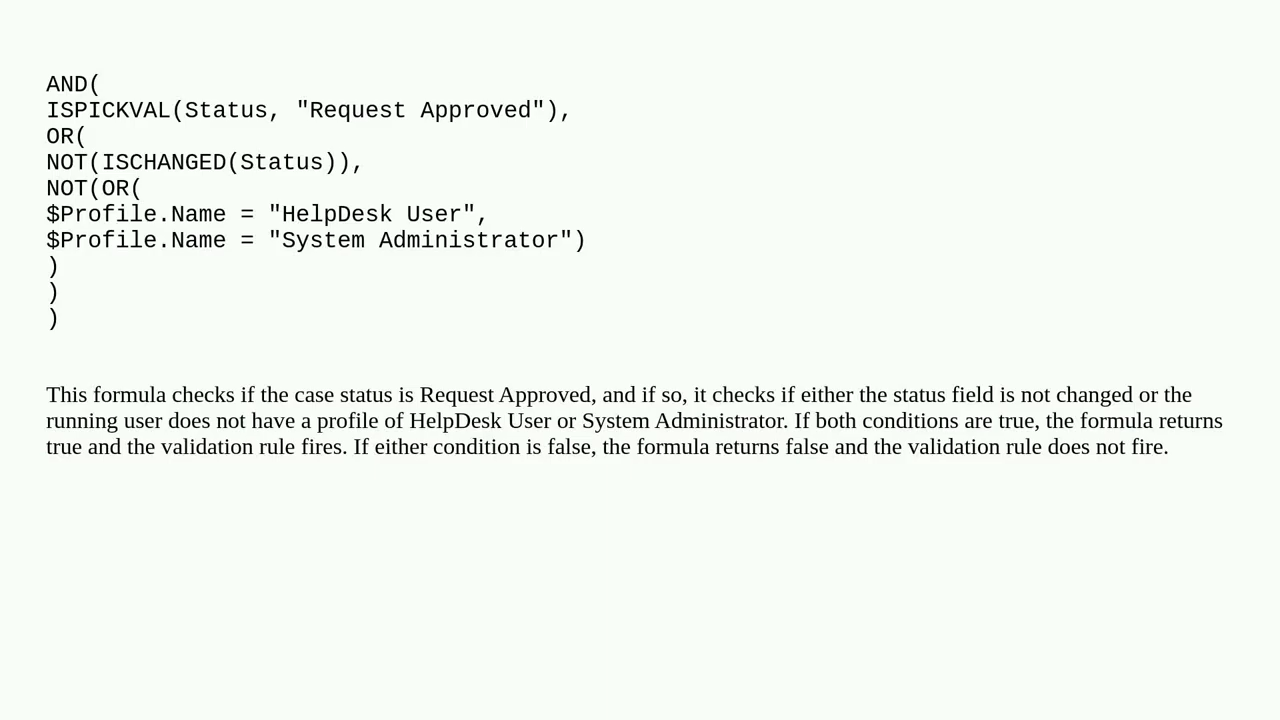 AND(
ISPICKVAL(Status, "Request Approved"),
OR(
NOT(ISCHANGED(Status)),
NOT(OR(
$Profile.Name = "HelpDesk User",
$Profile.Name = "System Administrator")
)
)
)
This formula checks if the case status is Request Approved, and if so, it checks if either the status field is not changed or the
running user does not have a profile of HelpDesk User or System Administrator. If both conditions are true, the formula returns
true and the validation rule fires. If either condition is false, the formula returns false and the validation rule does not fire.